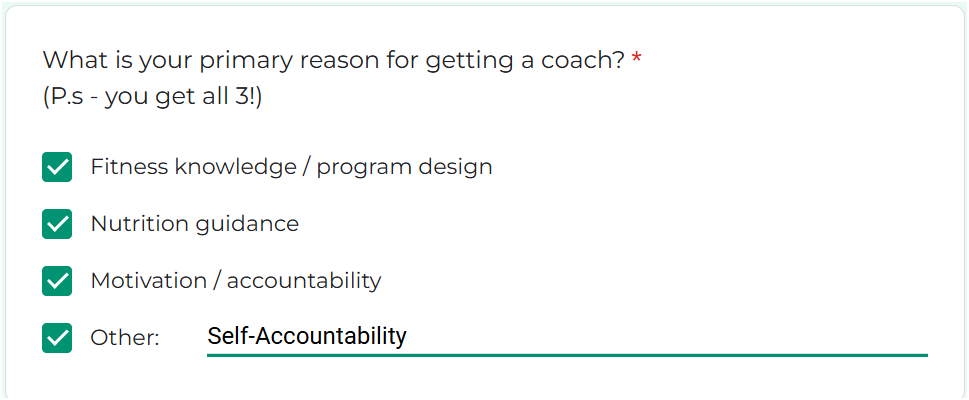 What is your primary reason for getting a coach? *
(P.s - you get all 3!)
Fitness knowledge / program design
Nutrition guidance
Motivation / accountability
Other: Self-Accountability